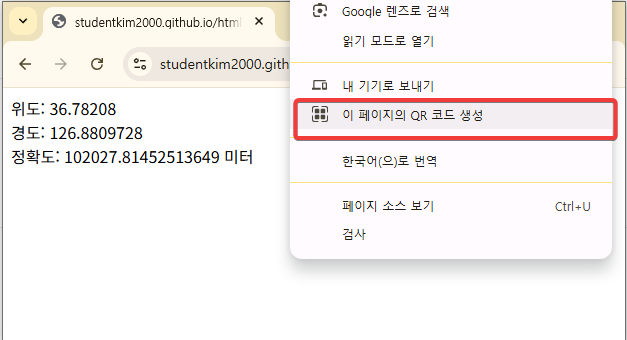 studentkim2000.github.io/html
studentkim2000.gith
위도: 36.78208
경도: 126.8809728
정확도: 102027.81452513649 미터
Google 렌즈로 검색
읽기 모드로 열기
내 기기로 보내기
이 페이지의 QR 코드 생성
한국어(으)로 번역
페이지 소스 보기 Ctrl+U
검사